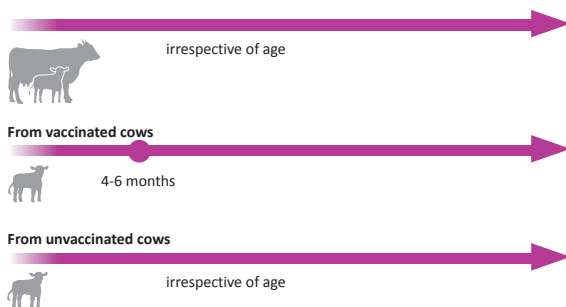 irrespective of age
From vaccinated cows
4-6 months
From unvaccinated cows
irrespective of age